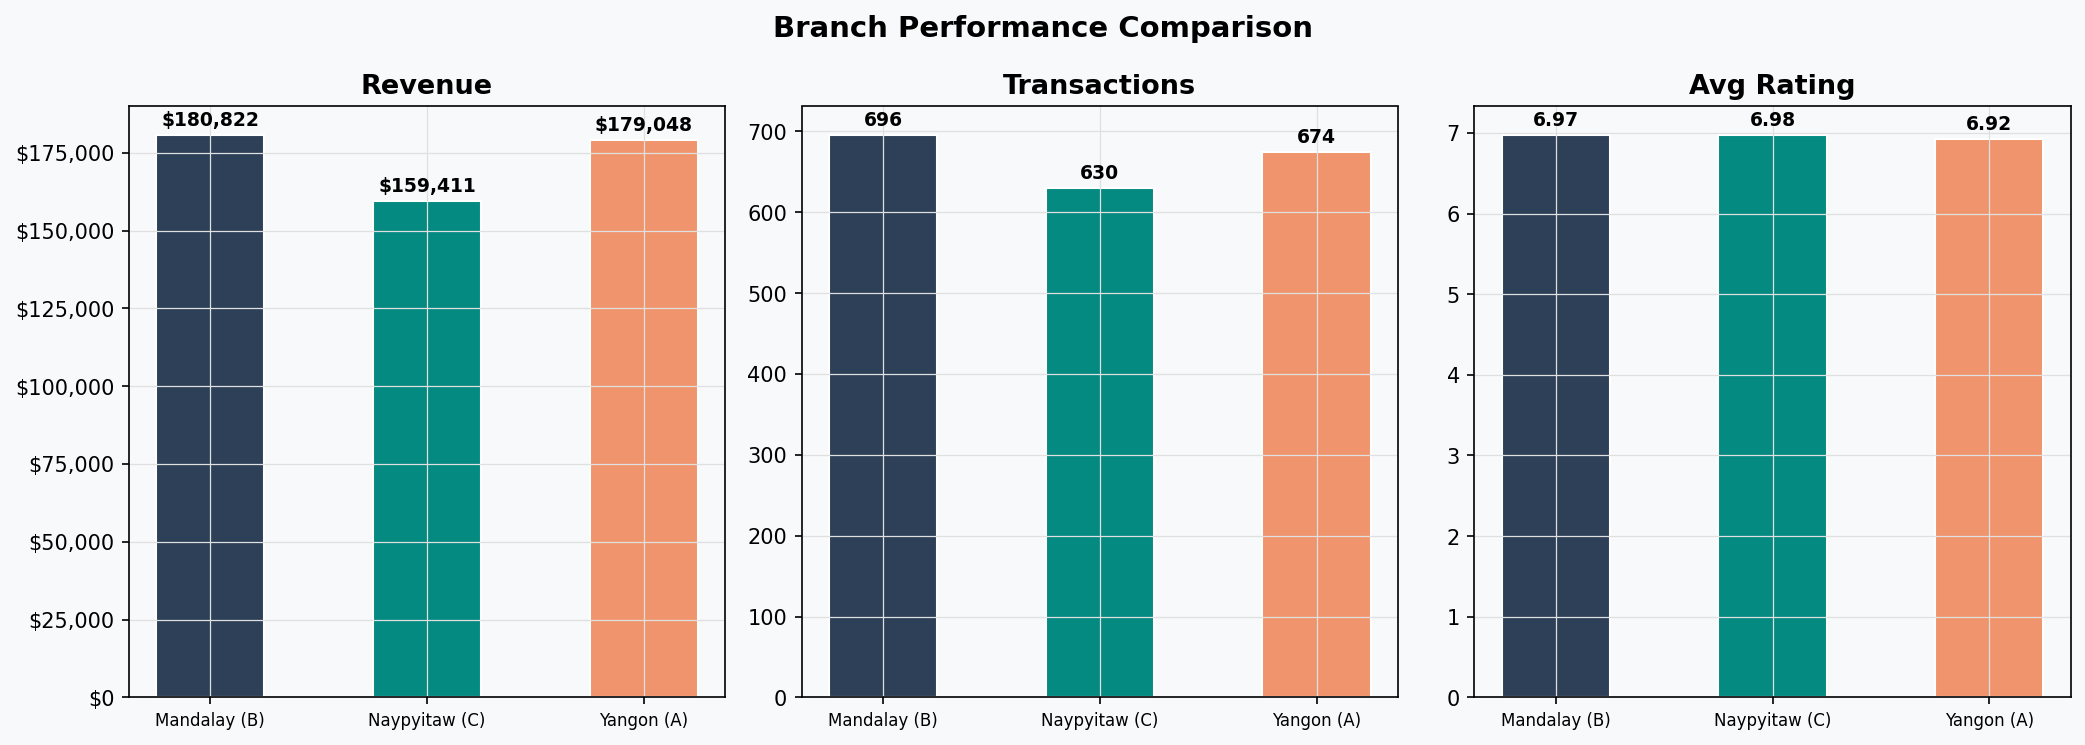 Branch Performance Comparison
Revenue
$180,822
$159,411
$179,048
$175,000
$150,000
$125,000
$100,000
$75,000
$50,000
$25,000
$0
Mandalay (B)
Naypyitaw (C)
Yangon (A)
Transactions
696
630
674
700
600
500
400
300
200
100
0
Mandalay (B)
Naypyitaw (C)
Yangon (A)
Avg Rating
6.97
6.98
6.92
7
6
5
4
3
2
1
0
Mandalay (B)
Naypyitaw (C)
Yangon (A)